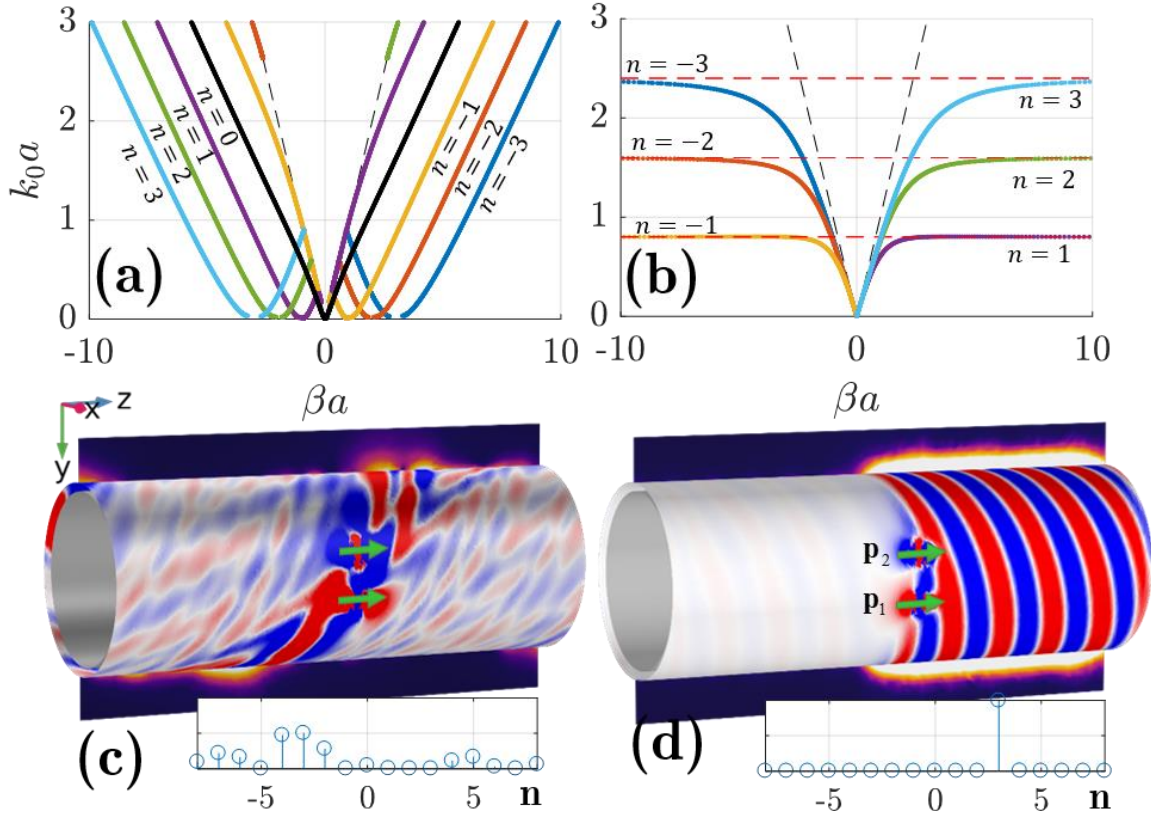 3
2
1
0
k₀a
n = 3
n = 2
n = 1
n = 0
n = −1
n = −2
n = −3
(a)
-10
0
10
3
2
1
0
n = −3
n = −2
n = −1
n = 3
n = 2
n = 1
(b)
-10
0
10
βa
βa
x
z
y
(c)
-5
0
5
n
p₂
p₁
(d)
-5
0
5
n